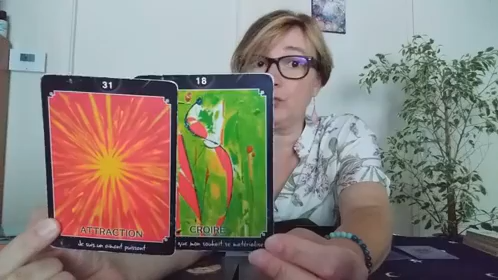 31
ATTRACTION
je suis un aimant puissant
18
CROIRE
que mon souhait se matérialise